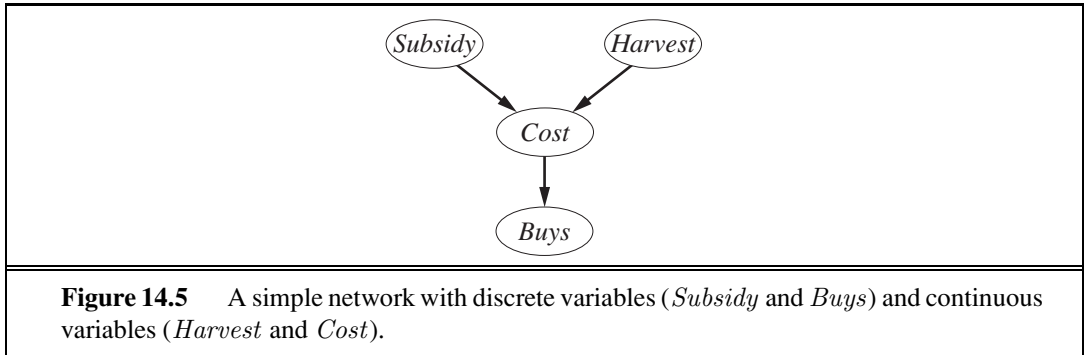 Subsidy Harvest
Cost
Buys
Figure 14.5 A simple network with discrete variables (Subsidy and Buys) and continuous
variables (Harvest and Cost).